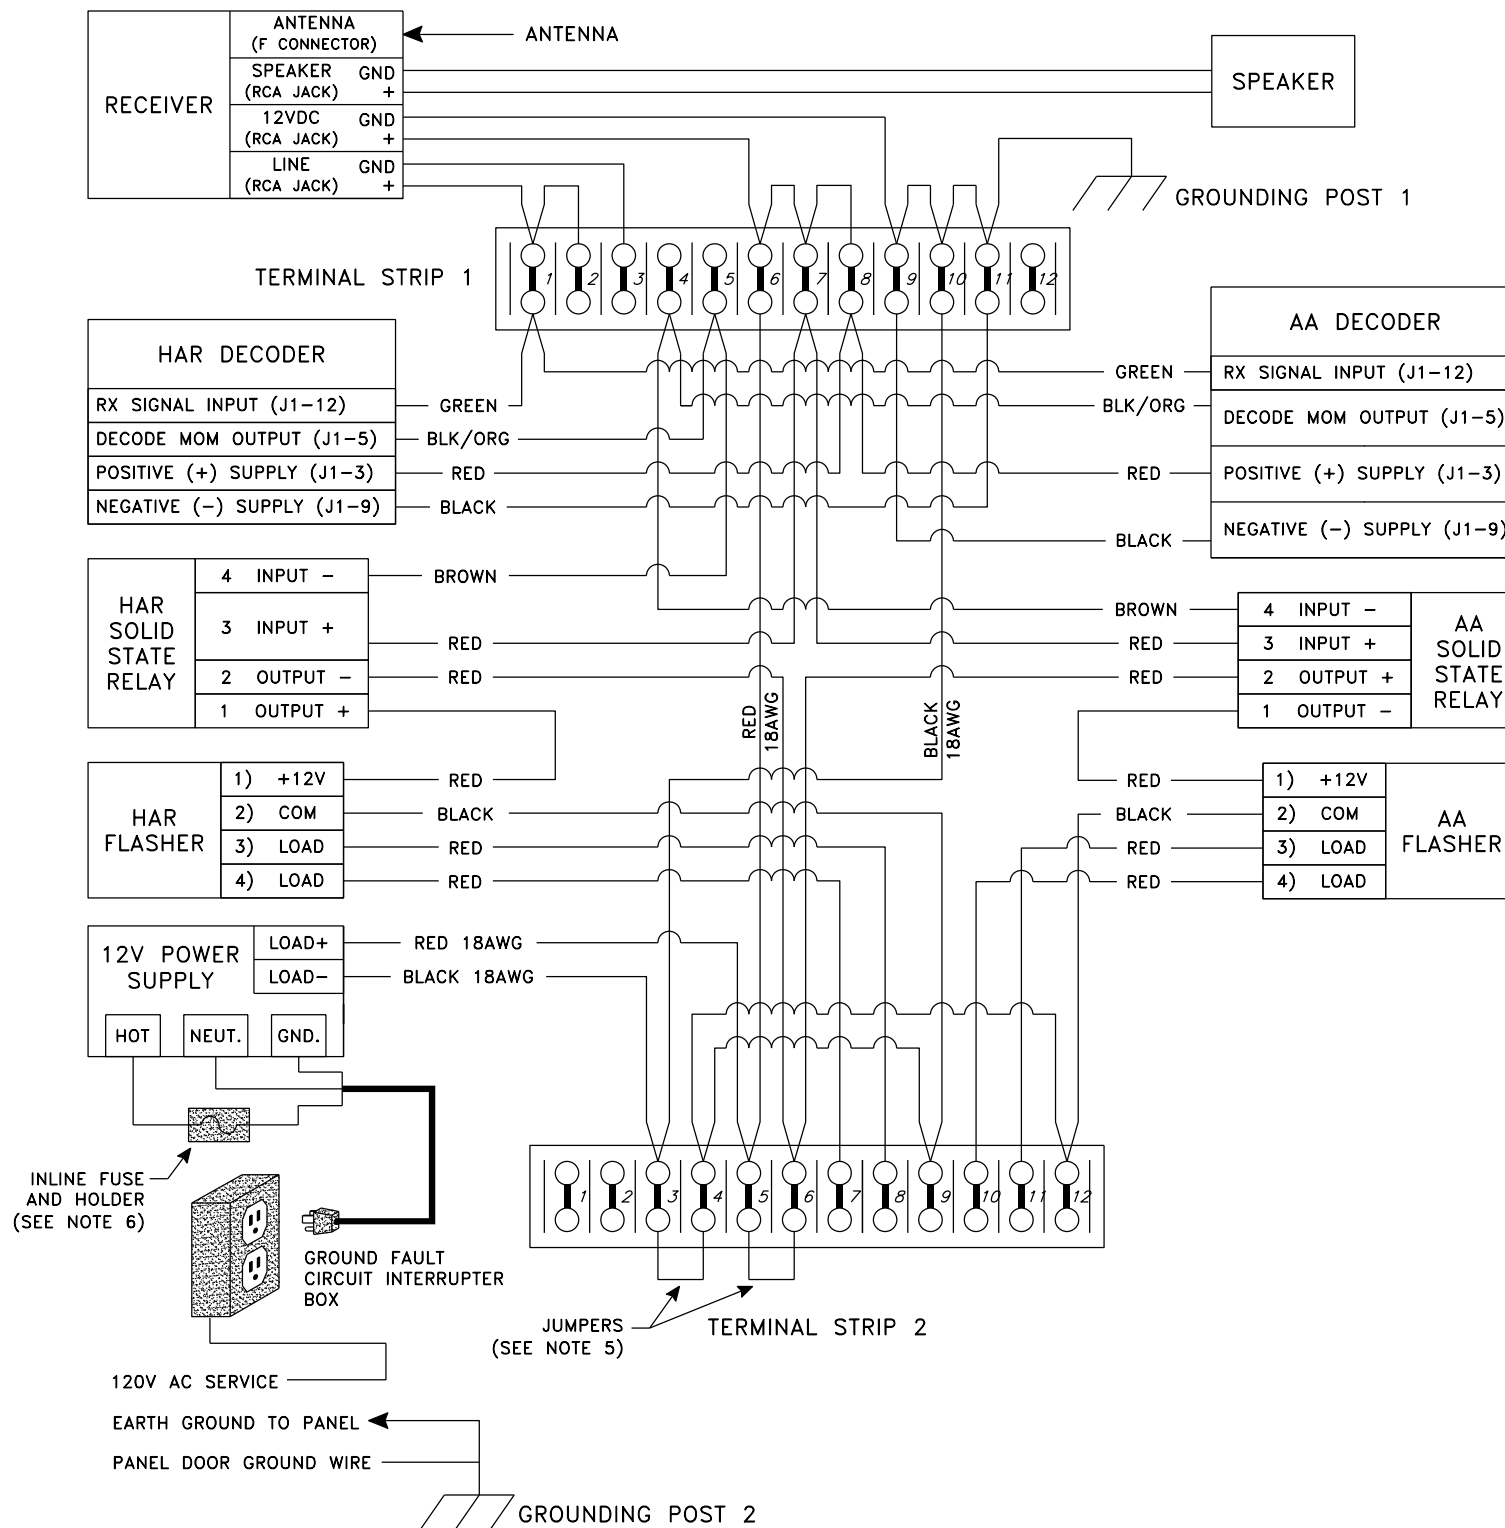 ANTENNA
(F CONNECTOR)
ANTENNA
RECEIVER
SPEAKER GND
(RCA JACK) +
12VDC GND
(RCA JACK) +
LINE GND
(RCA JACK) +
SPEAKER
GROUNDING POST 1
TERMINAL STRIP 1
1 2 3 4 5 6 7 8 9 10 11 12
HAR DECODER
RX SIGNAL INPUT (J1-12)
DECODE MOM OUTPUT (J1-5)
POSITIVE (+) SUPPLY (J1-3)
NEGATIVE (-) SUPPLY (J1-9)
GREEN
BLK/ORG
RED
BLACK
AA DECODER
RX SIGNAL INPUT (J1-12)
DECODE MOM OUTPUT (J1-5)
POSITIVE (+) SUPPLY (J1-3)
NEGATIVE (-) SUPPLY (J1-9)
GREEN
BLK/ORG
RED
BLACK
HAR
SOLID
STATE
RELAY
4 INPUT -
3 INPUT +
2 OUTPUT -
1 OUTPUT +
BROWN
RED
RED
RED
18AWG
BLACK
18AWG
BROWN
RED
RED
4 INPUT -
3 INPUT +
2 OUTPUT +
1 OUTPUT -
AA
SOLID
STATE
RELAY
HAR
FLASHER
1) +12V
2) COM
3) LOAD
4) LOAD
RED
BLACK
RED
RED
RED
BLACK
RED
RED
1) +12V
2) COM
3) LOAD
4) LOAD
AA
FLASHER
12V POWER
SUPPLY
LOAD+
LOAD-
RED 18AWG
BLACK 18AWG
HOT
NEUT.
GND.
INLINE FUSE
AND HOLDER
(SEE NOTE 6)
GROUND FAULT
CIRCUIT INTERRUPTER
BOX
1 2 3 4 5 6 7 8 9 10 11 12
JUMPERS
(SEE NOTE 5)
TERMINAL STRIP 2
120V AC SERVICE
EARTH GROUND TO PANEL
PANEL DOOR GROUND WIRE
GROUNDING POST 2